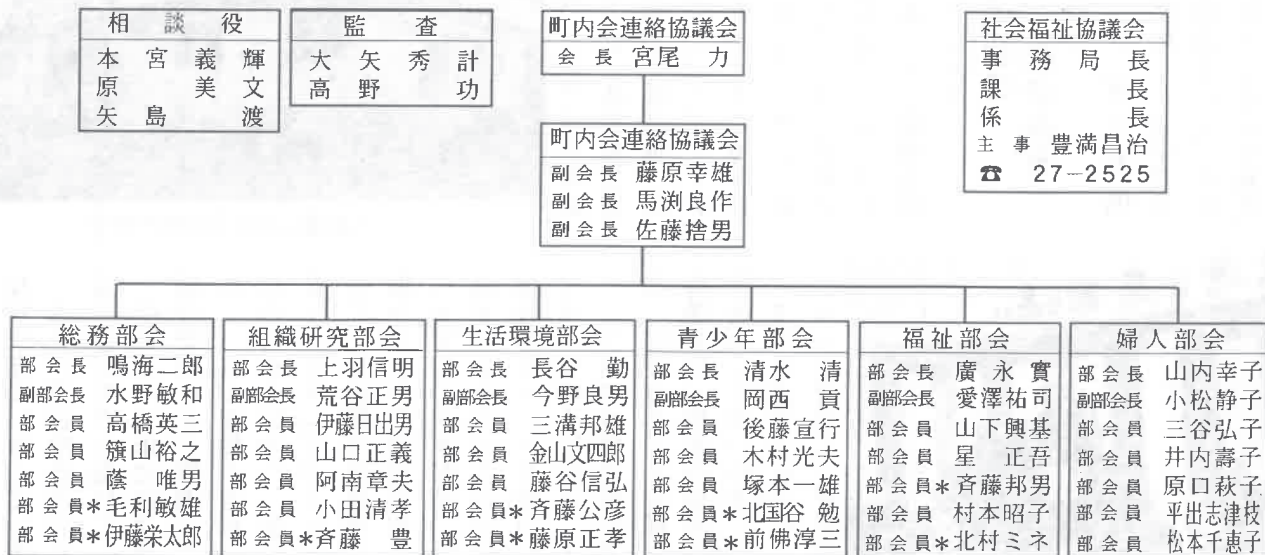 相談役
本宮義輝
原美文
矢島渡
監査
大矢秀計
高野功
町内会連絡協議会
会長 宮尾 力
社会福祉協議会
事務局長
課長
係長
主事 豊満昌治
☎ 27-2525
町内会連絡協議会
副会長 藤原幸雄
副会長 馬渕良作
副会長 佐藤捨男
総務部会
部会長 鳴海二郎
副部会長 水野敏和
部会員 高橋英三
部会員 籏山裕之
部会員 蔭 唯男
部会員*毛利敏雄
部会員*伊藤栄太郎
組織研究部会
部会長 上羽信明
副部会長 荒谷正男
部会員 伊藤日出男
部会員 山口正義
部会員 阿南章夫
部会員 小田清孝
部会員*斉藤 豊
生活環境部会
部会長 長谷 勤
副部会長 今野良男
部会員 三溝邦雄
部会員 金山文四郎
部会員 藤谷信弘
部会員*斉藤公彦
部会員*藤原正孝
青少年部会
部会長 清水 清
副部会長 岡西 貢
部会員 後藤宣行
部会員 木村光夫
部会員 塚本一雄
部会員*北国谷 勉
部会員*前佛淳三
福祉部会
部会長 廣永 實
副部会長 愛澤祐司
部会員 山下興基
部会員 星 正吾
部会員*斉藤邦男
部会員 村本昭子
部会員*北村ミネ
婦人部会
部会長 山内幸子
副部会長 小松静子
部会員 三谷弘子
部会員 井内壽子
部会員 原口萩子
部会員 平出志津枝
部会員 松本千恵子